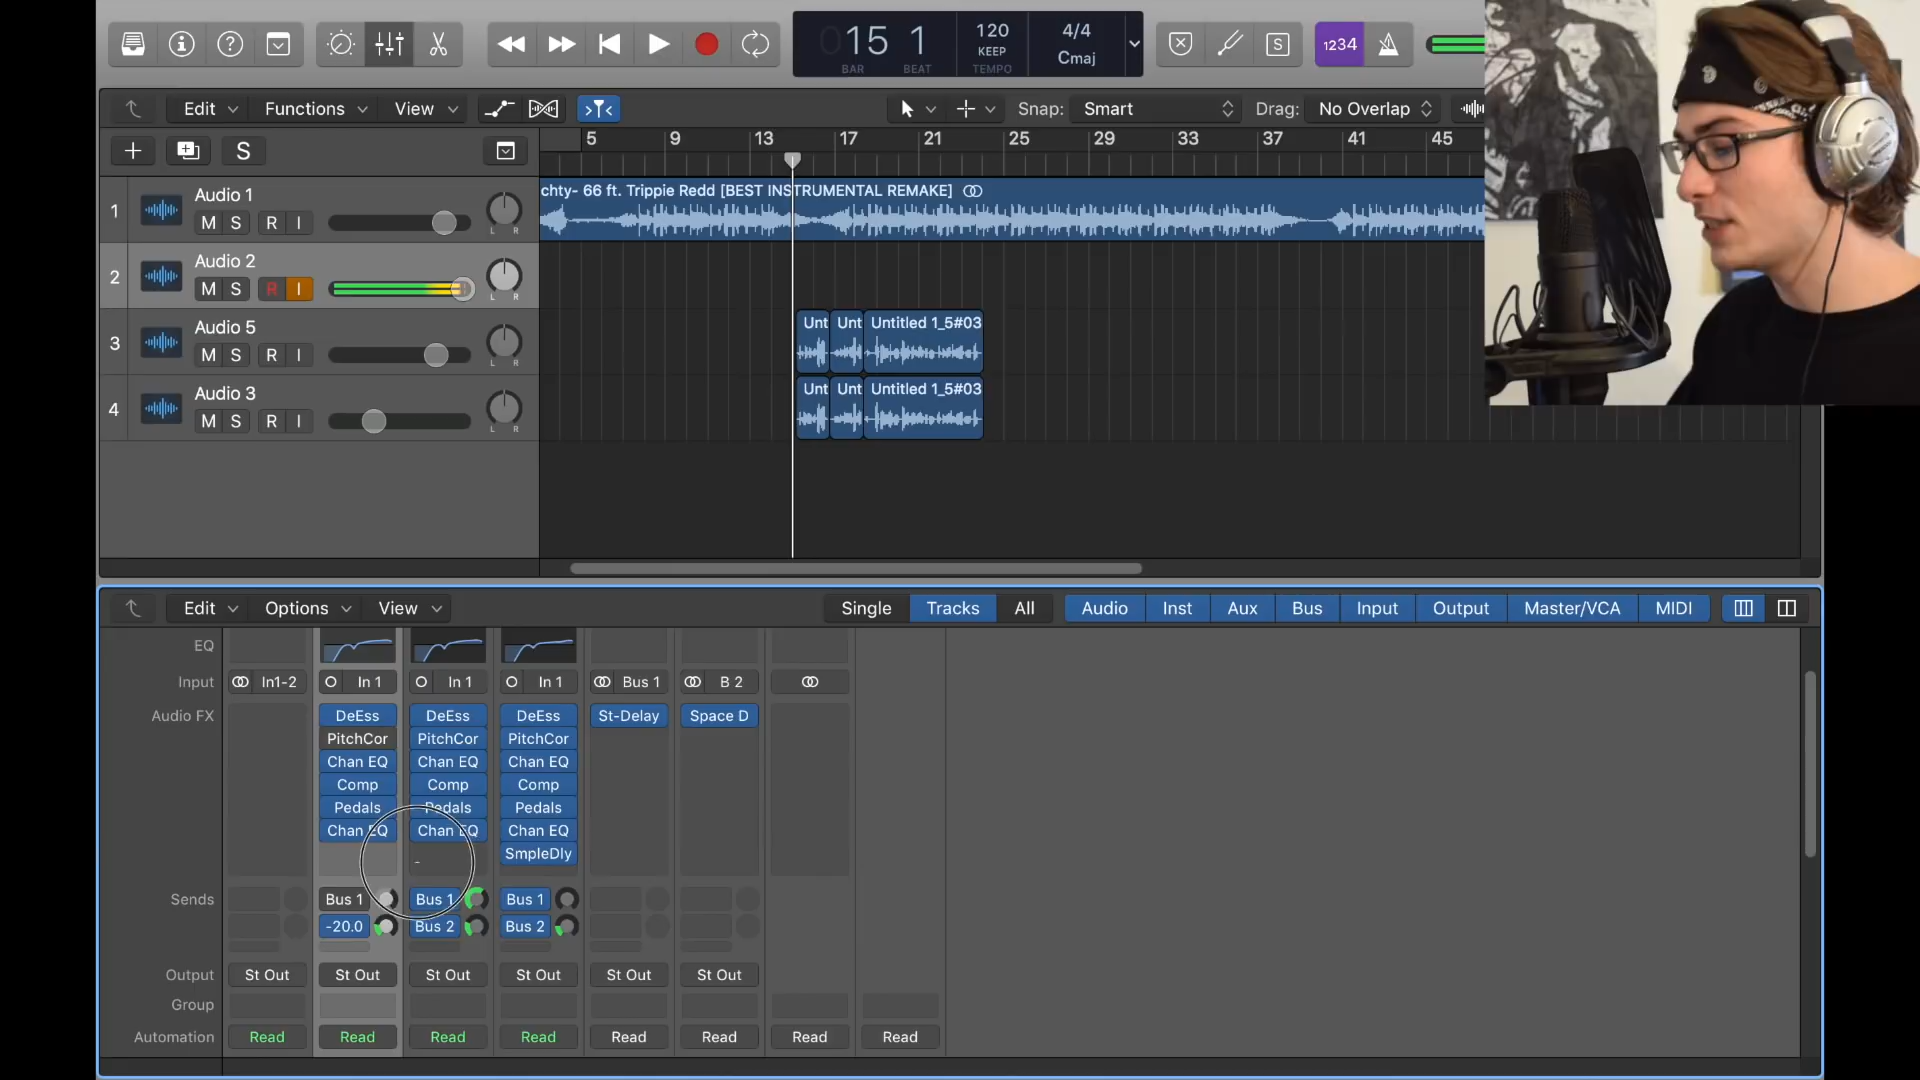 15 1
BAR BEAT
120
KEEP
TEMPO
4/4
Cmaj
S
1234
Edit Functions View
Snap: Smart
Drag: No Overlap
S
5 9 13 17 21 25 29 33 37 41 45
1
Audio 1
M S R I
L R
chty- 66 ft. Trippie Redd [BEST INSTRUMENTAL REMAKE]
2
Audio 2
M S R I
L R
3
Audio 5
M S R I
L R
Unt Unt Untitled 1_5#03
4
Audio 3
M S R I
L R
Unt Unt Untitled 1_5#03
Edit Options View
Single Tracks All
Audio Inst Aux Bus Input Output Master/VCA MIDI
EQ
Input In1-2 In 1 In 1 In 1 Bus 1 B 2
Audio FX DeEss DeEss DeEss St-Delay Space D
PitchCor PitchCor PitchCor
Chan EQ Chan EQ Chan EQ
Comp Comp Comp
Pedals Pedals Pedals
Chan EQ Chan EQ Chan EQ
- SmpleDly
Sends Bus 1 Bus 1 Bus 1
-20.0 Bus 2 Bus 2
Output St Out St Out St Out St Out St Out St Out
Group
Automation Read Read Read Read Read Read Read Read